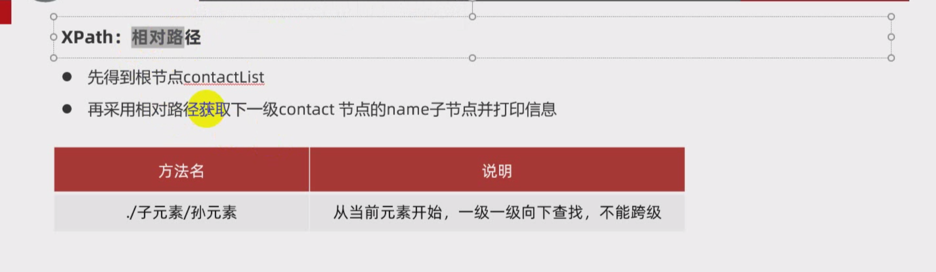 XPath：相对路径
先得到根节点contactList
再采用相对路径获取下一级contact 节点的name子节点并打印信息
方法名 说明
./子元素/孙元素 从当前元素开始，一级一级向下查找，不能跨级